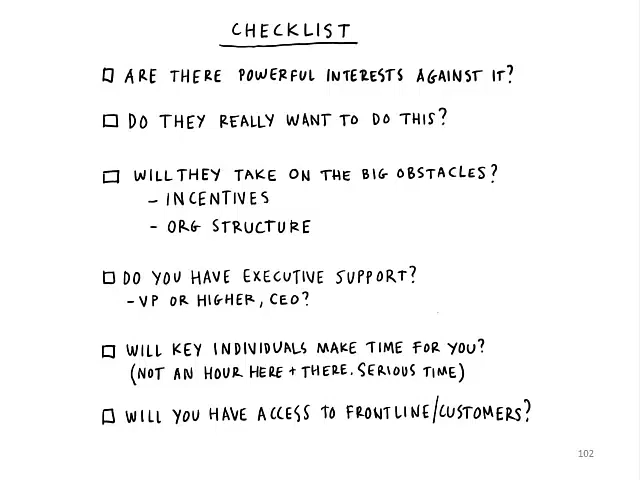 CHECKLIST
ARE THERE POWERFUL INTERESTS AGAINST IT?
DO THEY REALLY WANT TO DO THIS?
WILL THEY TAKE ON THE BIG OBSTACLES?
- INCENTIVES
- ORG STRUCTURE
DO YOU HAVE EXECUTIVE SUPPORT?
- VP OR HIGHER, CEO?
WILL KEY INDIVIDUALS MAKE TIME FOR YOU?
(NOT AN HOUR HERE + THERE. SERIOUS TIME)
WILL YOU HAVE ACCESS TO FRONTLINE/CUSTOMERS?
102